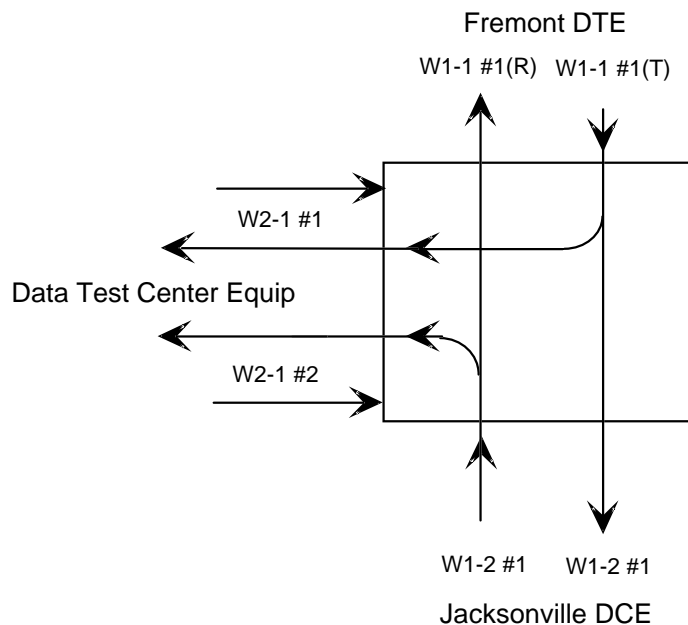 Fremont DTE
W1-1 #1(R) W1-1 #1(T)
W2-1 #1
Data Test Center Equip
W2-1 #2
W1-2 #1 W1-2 #1
Jacksonville DCE